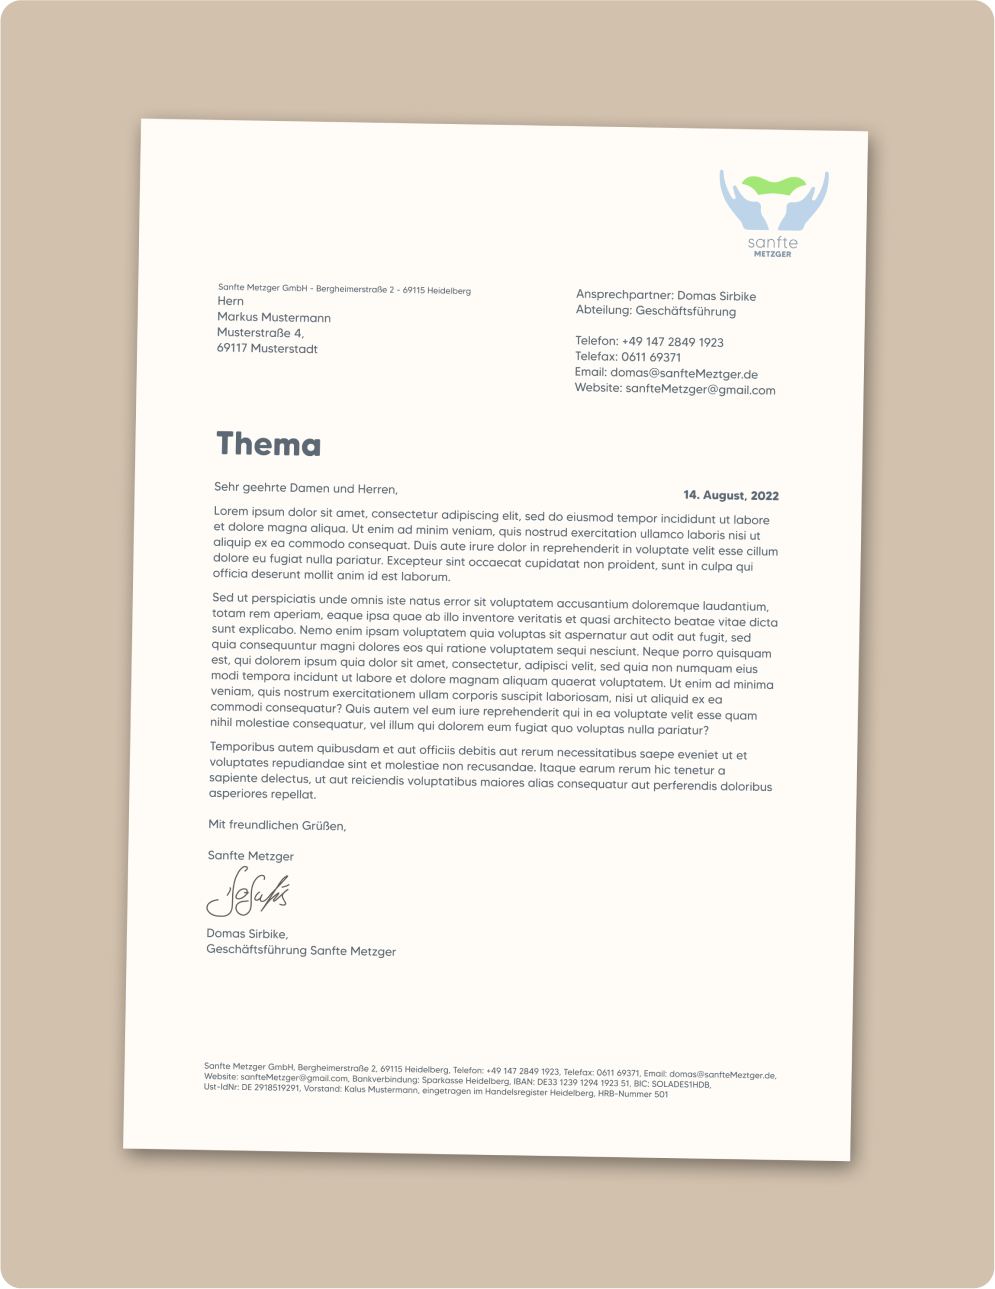 sanfte
METZGER
Sanfte Metzger GmbH - Bergheimerstraße 2 - 69115 Heidelberg
Hern
Markus Mustermann
Musterstraße 4,
69117 Musterstadt
Ansprechpartner: Domas Sirbike
Abteilung: Geschäftsführung
Telefon: +49 147 2849 1923
Telefax: 0611 69371
Email: domas@sanfteMeztger.de
Website: sanfteMetzger@gmail.com
Thema
Sehr geehrte Damen und Herren,
14. August, 2022
Lorem ipsum dolor sit amet, consectetur adipiscing elit, sed do eiusmod tempor incididunt ut labore
et dolore magna aliqua. Ut enim ad minim veniam, quis nostrud exercitation ullamco laboris nisi ut
aliquip ex ea commodo consequat. Duis aute irure dolor in reprehenderit in voluptate velit esse cillum
dolore eu fugiat nulla pariatur. Excepteur sint occaecat cupidatat non proident, sunt in culpa qui
officia deserunt mollit anim id est laborum.
Sed ut perspiciatis unde omnis iste natus error sit voluptatem accusantium doloremque laudantium,
totam rem aperiam, eaque ipsa quae ab illo inventore veritatis et quasi architecto beatae vitae dicta
sunt explicabo. Nemo enim ipsam voluptatem quia voluptas sit aspernatur aut odit aut fugit, sed
quia consequuntur magni dolores eos qui ratione voluptatem sequi nesciunt. Neque porro quisquam
est, qui dolorem ipsum quia dolor sit amet, consectetur, adipisci velit, sed quia non numquam eius
modi tempora incidunt ut labore et dolore magnam aliquam quaerat voluptatem. Ut enim ad minima
veniam, quis nostrum exercitationem ullam corporis suscipit laboriosam, nisi ut aliquid ex ea
commodi consequatur? Quis autem vel eum iure reprehenderit qui in ea voluptate velit esse quam
nihil molestiae consequatur, vel illum qui dolorem eum fugiat quo voluptas nulla pariatur?
Temporibus autem quibusdam et aut officiis debitis aut rerum necessitatibus saepe eveniet ut et
voluptates repudiandae sint et molestiae non recusandae. Itaque earum rerum hic tenetur a
sapiente delectus, ut aut reiciendis voluptatibus maiores alias consequatur aut perferendis doloribus
asperiores repellat.
Mit freundlichen Grüßen,
Sanfte Metzger
Domas Sirbike,
Geschäftsführung Sanfte Metzger
Sanfte Metzger GmbH, Bergheimerstraße 2, 69115 Heidelberg, Telefon: +49 147 2849 1923, Telefax: 0611 69371, Email: domas@sanfteMeztger.de,
Website: sanfteMetzger@gmail.com, Bankverbindung: Sparkasse Heidelberg, IBAN: DE33 1239 1294 1923 51, BIC: SOLADES1HDB,
Ust-IdNr: DE 2918519291, Vorstand: Kalus Mustermann, eingetragen im Handelsregister Heidelberg, HRB-Nummer 501